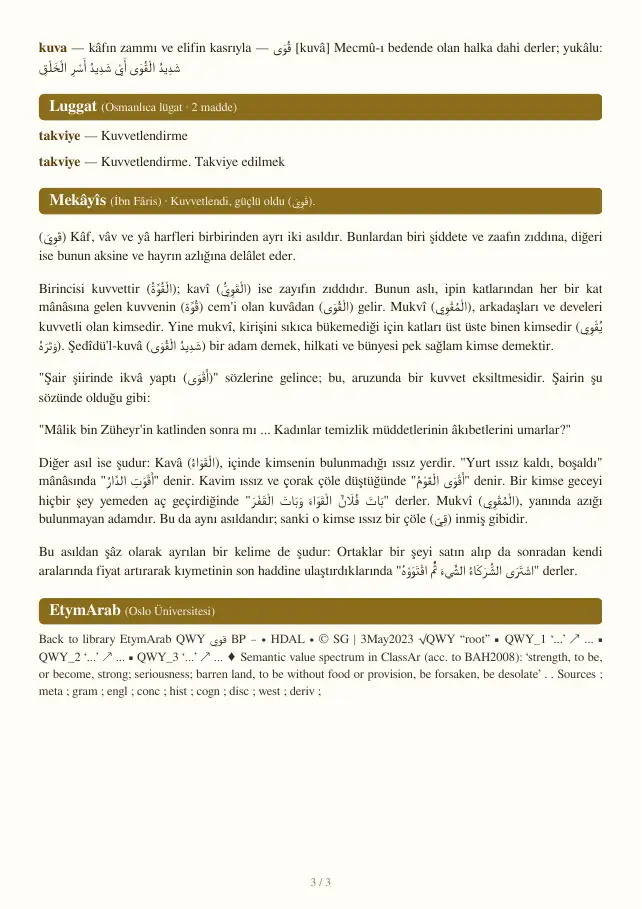 kuva — kâfın zammı ve elifin kasrıyla — قُوَى [kuvâ] Mecmû-ı bedende olan halka dahi derler; yukâlu:
شَدِيدُ الْقُوَى أَيْ شَدِيدُ أَسْرِ الْخَلْقِ
Luggat (Osmanlıca lügat · 2 madde)
takviye — Kuvvetlendirme
takviye — Kuvvetlendirme. Takviye edilmek
Mekâyîs (İbn Fâris) · Kuvvetlendi, güçlü oldu (قَوِيَ).
(قَوِيَ) Kâf, vâv ve yâ harfleri birbirinden ayrı iki asıldır. Bunlardan biri şiddete ve zaafın zıddına, diğeri
ise bunun aksine ve hayrın azlığına delâlet eder.
Birincisi kuvvettir (الْقُوَّةُ); kavî (الْقَوِيُّ) ise zayıfın zıddıdır. Bunun aslı, ipin katlarından her bir kat
mânâsına gelen kuvvenin (قُوَّة) cem'i olan kuvâdan (الْقُوَى) gelir. Mukvî (الْمُقْوِي), arkadaşları ve develeri
kuvvetli olan kimsedir. Yine mukvî, kirişini sıkıca bükemediği için katları üst üste binen kimsedir (يُقْوِي
وَتَرَهُ). Şedîdü'l-kuvâ (شَدِيدُ الْقُوَى) bir adam demek, hilkati ve bünyesi pek sağlam kimse demektir.
"Şair şiirinde ikvâ yaptı (أَقْوَى)" sözlerine gelince; bu, aruzunda bir kuvvet eksiltmesidir. Şairin şu
sözünde olduğu gibi:
"Mâlik bin Züheyr'in katlinden sonra mı ... Kadınlar temizlik müddetlerinin âkıbetlerini umarlar?"
Diğer asıl ise şudur: Kavâ (الْقَوَاءُ), içinde kimsenin bulunmadığı ıssız yerdir. "Yurt ıssız kaldı, boşaldı"
mânâsında "أَقْوَتِ الدَّارُ" denir. Kavim ıssız ve çorak çöle düştüğünde "أَقْوَى الْقَوْمُ" denir. Bir kimse geceyi
hiçbir şey yemeden aç geçirdiğinde "بَاتَ فُلَانٌ الْقَوَاءَ وَبَاتَ الْقَفْرَ" derler. Mukvî (الْمُقْوِي), yanında azığı
bulunmayan adamdır. Bu da aynı asıldandır; sanki o kimse ıssız bir çöle (قِيّ) inmiş gibidir.
Bu asıldan şâz olarak ayrılan bir kelime de şudur: Ortaklar bir şeyi satın alıp da sonradan kendi
aralarında fiyat artırarak kıymetinin son haddine ulaştırdıklarında "اشْتَرَى الشُّرَكَاءُ الشَّيْءَ ثُمَّ اقْتَوَوْهُ" derler.
EtymArab (Oslo Üniversitesi)
Back to library EtymArab QWY قوي BP – • HDAL • © SG | 3May2023 √QWY “root” ▪ QWY_1 ‘...’ ↗ ... ▪
QWY_2 ‘...’ ↗ ... ▪ QWY_3 ‘...’ ↗ ... ♦ Semantic value spectrum in ClassAr (acc. to BAH2008): ‘strength, to be,
or become, strong; seriousness; barren land, to be without food or provision, be forsaken, be desolate’ . . Sources ;
meta ; gram ; engl ; conc ; hist ; cogn ; disc ; west ; deriv ;
3 / 3